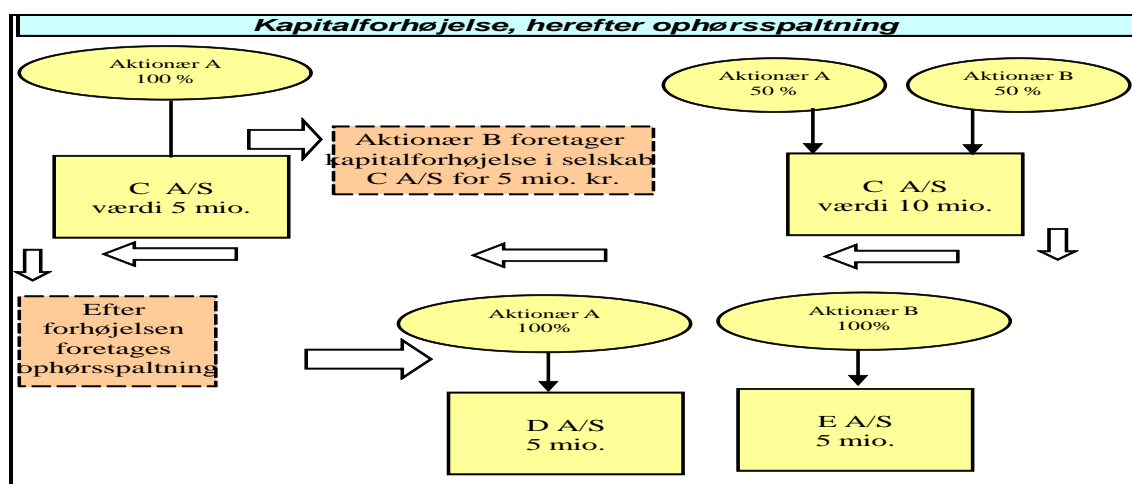 Kapitalforhøjelse, herefter ophørsspaltning
Aktionær A
100 %
C A/S
værdi 5 mio.
Aktionær B foretager
kapitalforhøjelse i selskab
C A/S for 5 mio. kr.
Aktionær A
50 %
Aktionær B
50 %
C A/S
værdi 10 mio.
Efter
forhøjelsen
foretages
ophørsspaltning
Aktionær A
100%
D A/S
5 mio.
Aktionær B
100%
E A/S
5 mio.